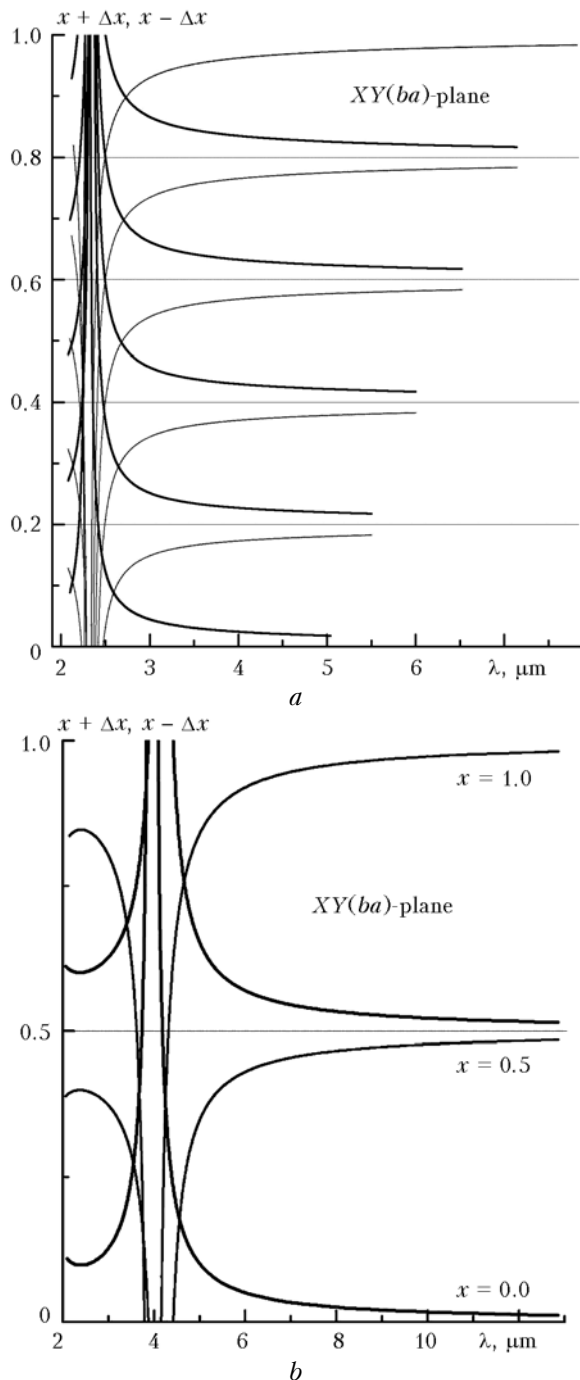 x + Δx, x − Δx
1.0
XY(ba)-plane
0.8
0.6
0.4
0.2
0
2 3 4 5 6 λ, μm
a
x + Δx, x − Δx
1.0
x = 1.0
XY(ba)-plane
0.5
x = 0.5
x = 0.0
0
2 4 6 8 10 λ, μm
b